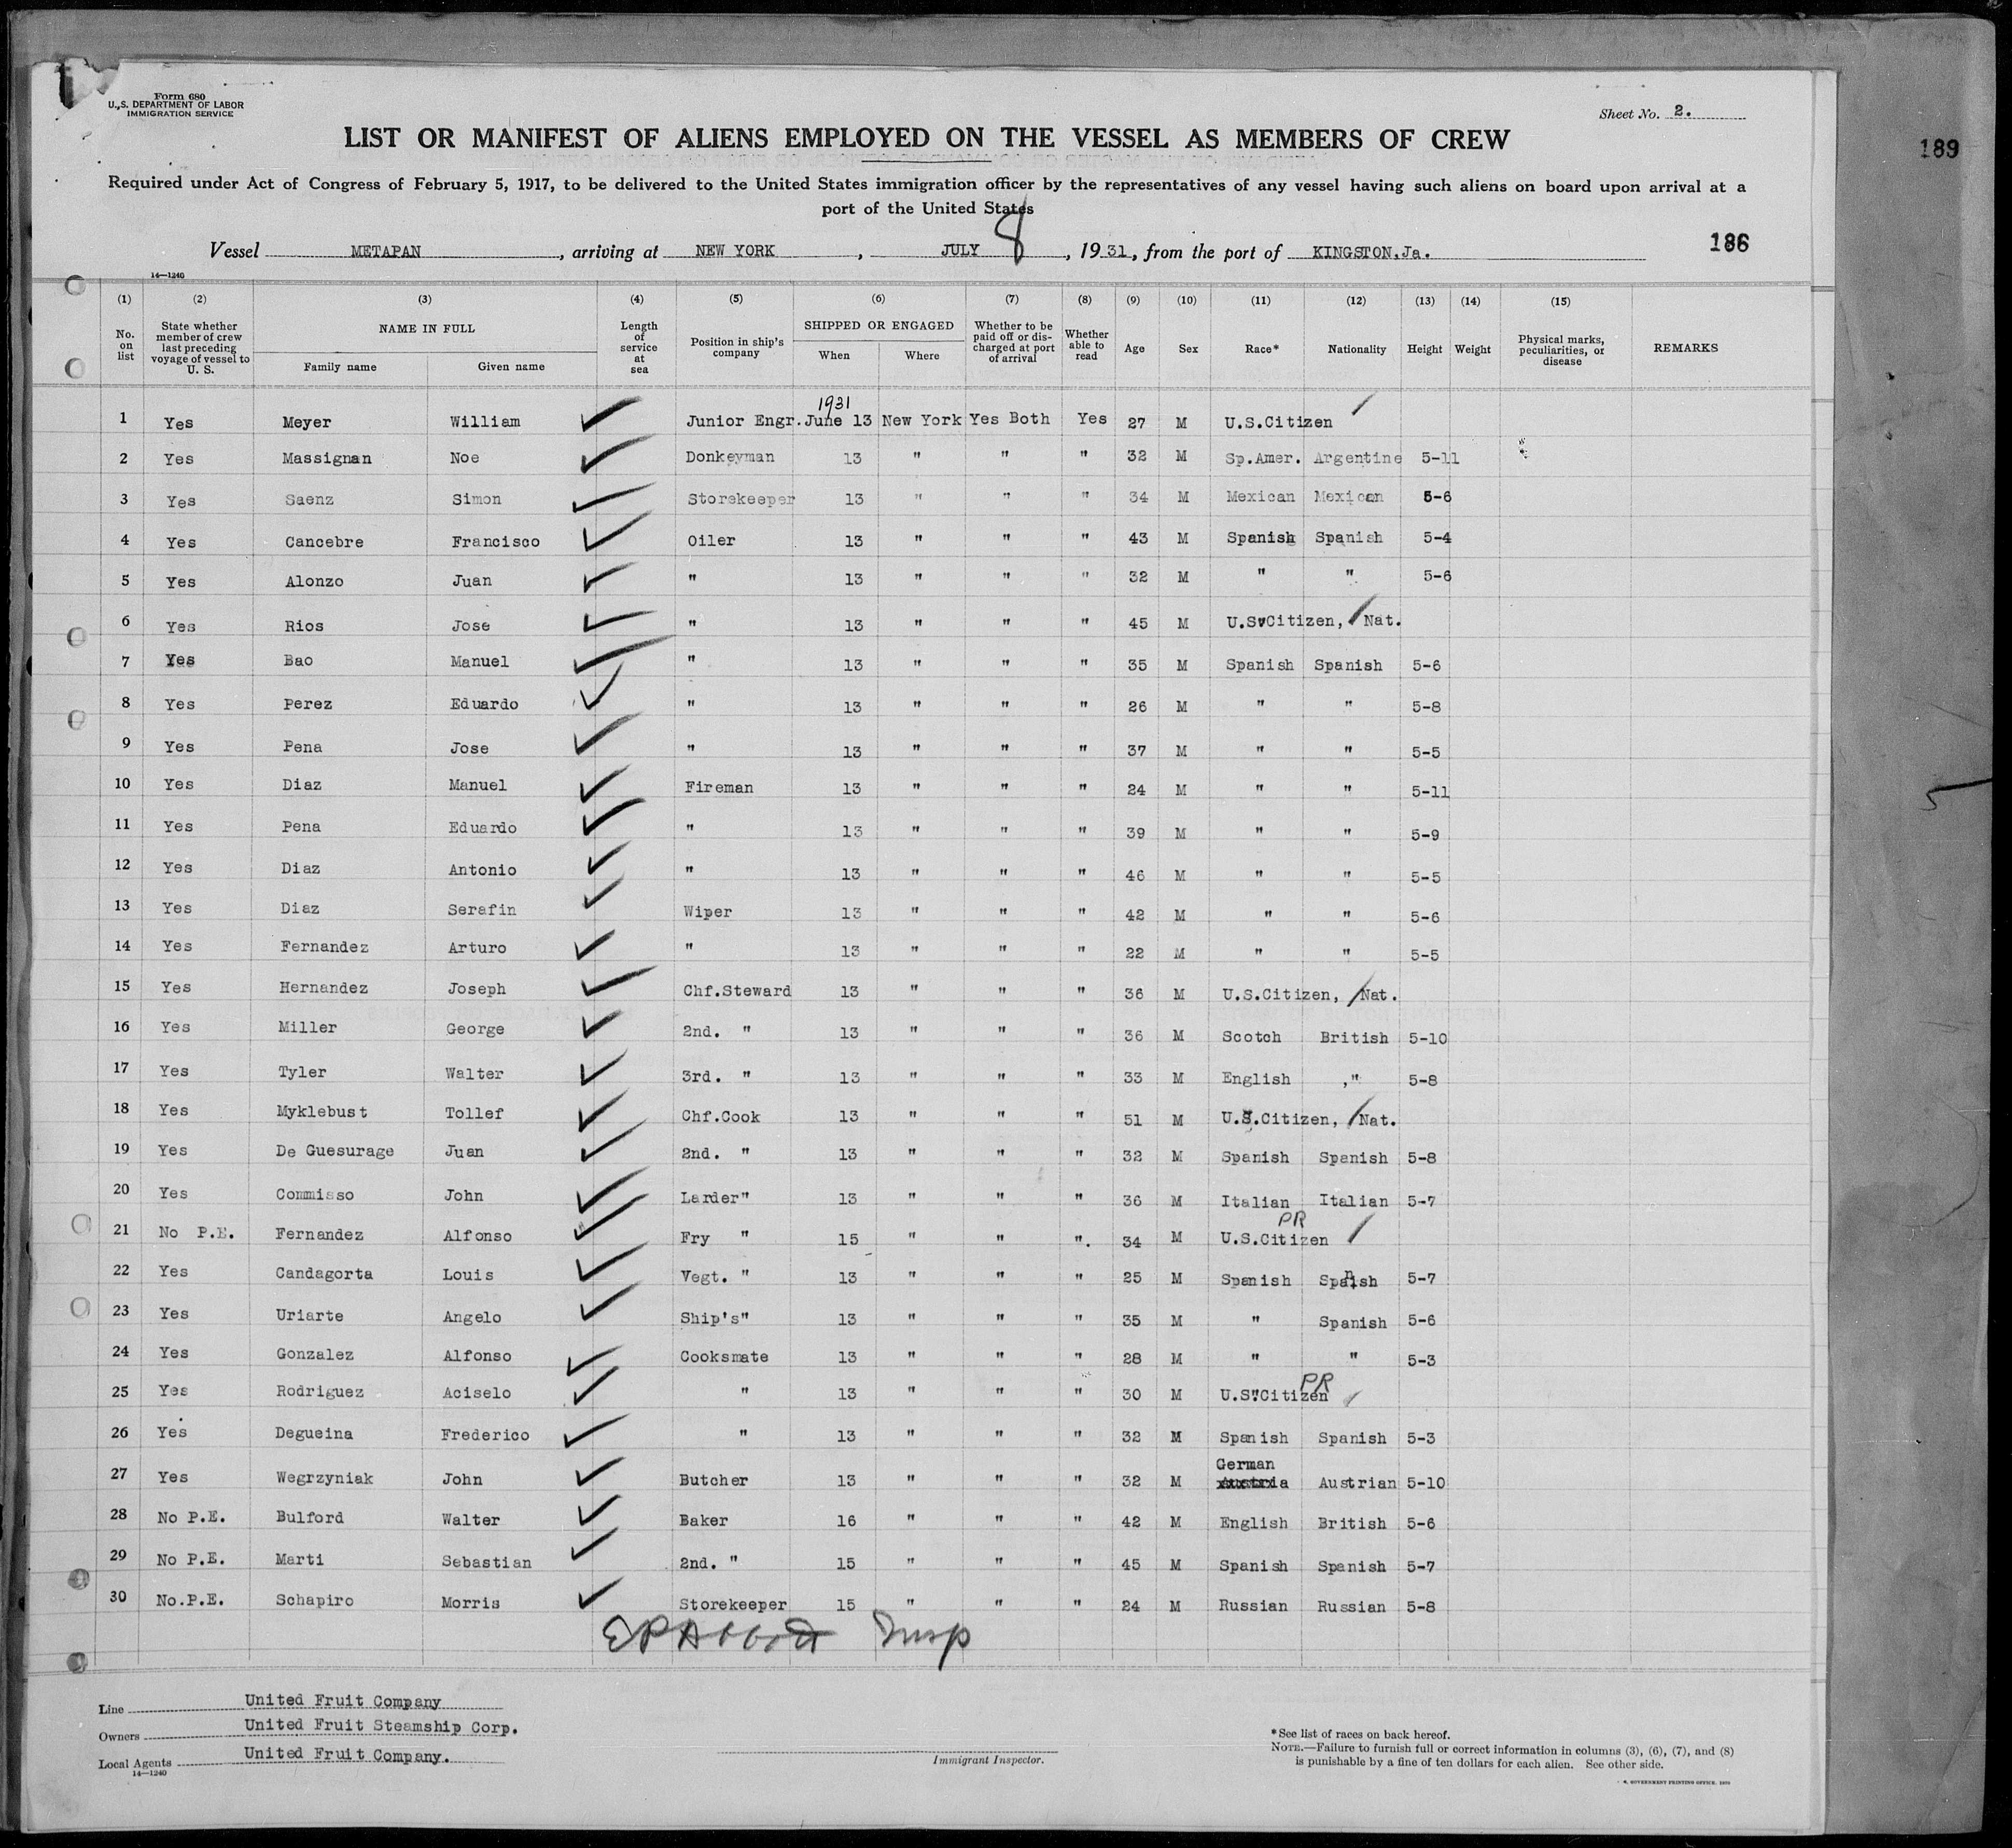 Form 680
U.S. DEPARTMENT OF LABOR
IMMIGRATION SERVICE
Sheet No. 2.
LIST OR MANIFEST OF ALIENS EMPLOYED ON THE VESSEL AS MEMBERS OF CREW
189
Required under Act of Congress of February 5, 1917, to be delivered to the United States immigration officer by the representatives of any vessel having such aliens on board upon arrival at a
port of the United States
Vessel METAPAN, arriving at NEW YORK, JULY 8, 1931, from the port of KINGSTON,Ja.
186
14—1240
(1) (2) (3) (4) (5) (6) (7) (8) (9) (10) (11) (12) (13) (14) (15)
No. on list State whether member of crew last preceding voyage of vessel to U. S. NAME IN FULL Family name Given name Length of service at sea Position in ship's company SHIPPED OR ENGAGED When Where Whether to be paid off or discharged at port of arrival Whether able to read Age Sex Race* Nationality Height Weight Physical marks, peculiarities, or disease REMARKS
1931
1 Yes Meyer William Junior Engr. June 13 New York Yes Both Yes 27 M U.S.Citizen
2 Yes Massignan Noe Donkeyman 13 " " " 32 M Sp.Amer. Argentine 5-11
3 Yes Saenz Simon Storekeeper 13 " " " 34 M Mexican Mexican 5-6
4 Yes Cancebre Francisco Oiler 13 " " " 43 M Spanish Spanish 5-4
5 Yes Alonzo Juan " 13 " " " 32 M " " 5-6
6 Yes Rios Jose " 13 " " " 45 M U.S.Citizen, Nat.
7 Yes Bao Manuel " 13 " " " 35 M Spanish Spanish 5-6
8 Yes Perez Eduardo " 13 " " " 26 M " " 5-8
9 Yes Pena Jose " 13 " " " 37 M " " 5-5
10 Yes Diaz Manuel Fireman 13 " " " 24 M " " 5-11
11 Yes Pena Eduardo " 13 " " " 39 M " " 5-9
12 Yes Diaz Antonio " 13 " " " 46 M " " 5-5
13 Yes Diaz Serafin Wiper 13 " " " 42 M " " 5-6
14 Yes Fernandez Arturo " 13 " " " 22 M " " 5-5
15 Yes Hernandez Joseph Chf.Steward 13 " " " 36 M U.S.Citizen, Nat.
16 Yes Miller George 2nd. " 13 " " " 36 M Scotch British 5-10
17 Yes Tyler Walter 3rd. " 13 " " " 33 M English " 5-8
18 Yes Myklebust Tollef Chf.Cook 13 " " " 51 M U.S.Citizen, Nat.
19 Yes De Guesurage Juan 2nd. " 13 " " " 32 M Spanish Spanish 5-8
20 Yes Commisso John Larder" 13 " " " 36 M Italian Italian 5-7
PR
21 No P.E. Fernandez Alfonso Fry " 15 " " ". 34 M U.S.Citizen
22 Yes Candagorta Louis Vegt. " 13 " " " 25 M Spanish Spanish 5-7
23 Yes Uriarte Angelo Ship's" 13 " " " 35 M " Spanish 5-6
24 Yes Gonzalez Alfonso Cooksmate 13 " " " 28 M " " 5-3
PR
25 Yes Rodriguez Aciselo " 13 " " " 30 M U.S.Citizen
26 Yes Degueina Frederico " 13 " " " 32 M Spanish Spanish 5-3
German
27 Yes Wegrzyniak John Butcher 13 " " " 32 M Austria Austrian 5-10
28 No P.E. Bulford Walter Baker 16 " " " 42 M English British 5-6
29 No P.E. Marti Sebastian 2nd. " 15 " " " 45 M Spanish Spanish 5-7
30 No.P.E. Schapiro Morris Storekeeper 15 " " " 24 M Russian Russian 5-8
E P Abbott Insp
Line United Fruit Company
Owners United Fruit Steamship Corp.
Local Agents United Fruit Company.
14—1240
Immigrant Inspector.
*See list of races on back hereof.
NOTE.—Failure to furnish full or correct information in columns (3), (6), (7), and (8)
is punishable by a fine of ten dollars for each alien. See other side.